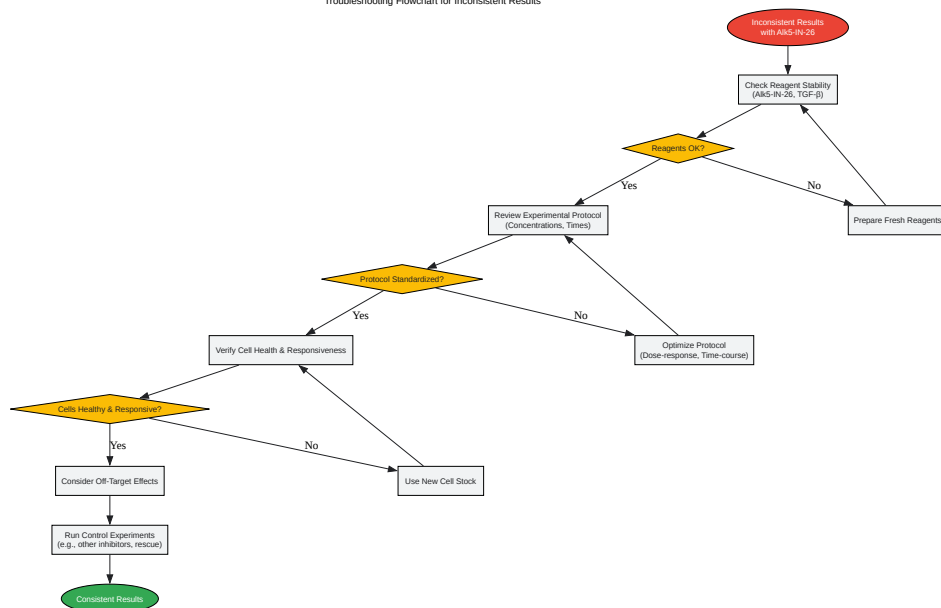 Troubleshooting Flowchart for Inconsistent Results
Inconsistent Results
with Alk5-IN-26
Check Reagent Stability
(Alk5-IN-26, TGF-β)
Reagents OK?
Yes
No
Review Experimental Protocol
(Concentrations, Times)
Prepare Fresh Reagents
Protocol Standardized?
Yes
No
Verify Cell Health & Responsiveness
Optimize Protocol
(Dose-response, Time-course)
Cells Healthy & Responsive?
Yes
No
Consider Off-Target Effects
Use New Cell Stock
Run Control Experiments
(e.g., other inhibitors, rescue)
Consistent Results